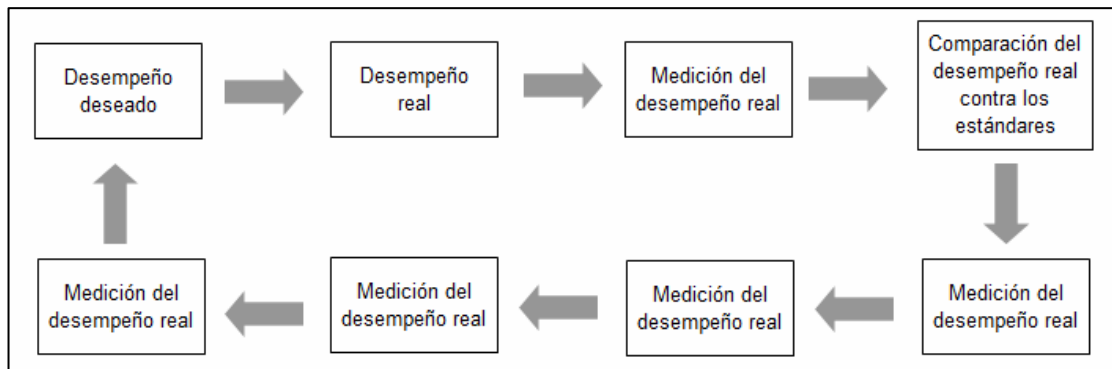 Desempeño
deseado
Desempeño
real
Medición del
desempeño real
Comparación del
desempeño real
contra los
estándares
Medición del
desempeño real
Medición del
desempeño real
Medición del
desempeño real
Medición del
desempeño real